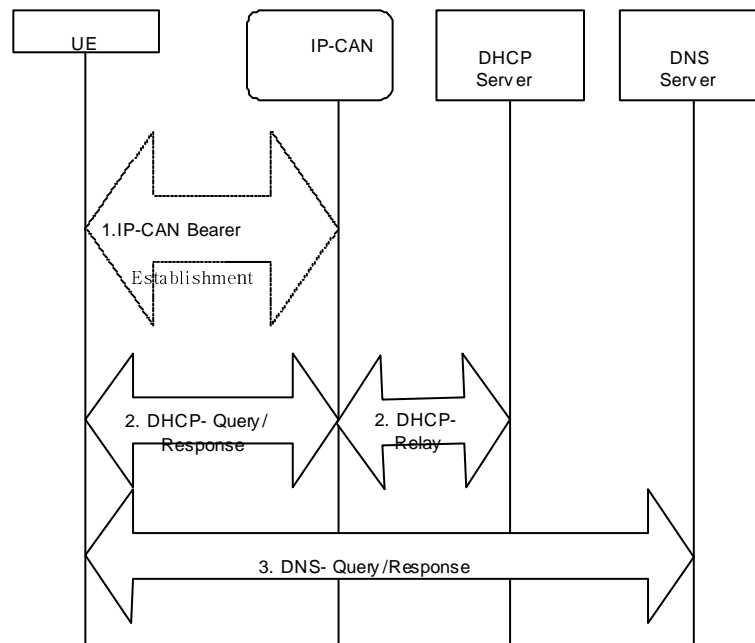 UE
IP-CAN
DHCP
Server
DNS
Server
1.IP-CAN Bearer
Establishment
2. DHCP- Query/
Response
2. DHCP-
Relay
3. DNS- Query/Response